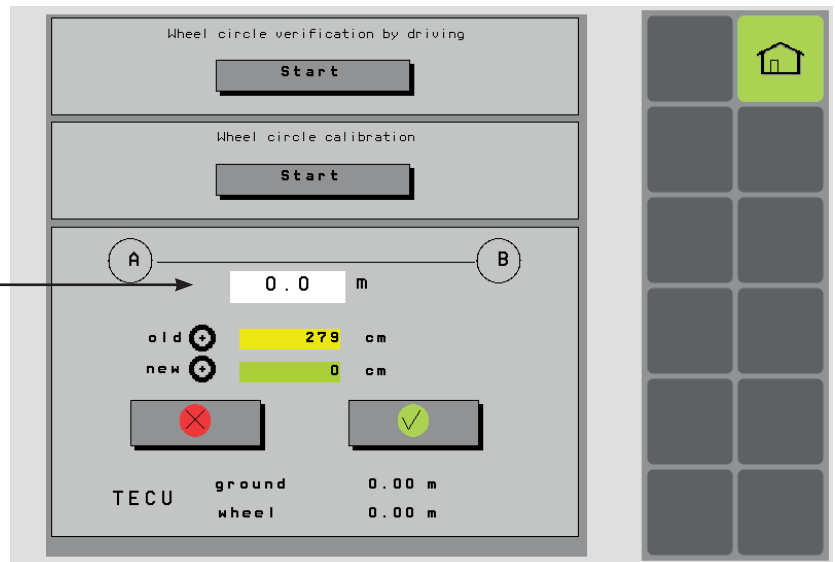 Wheel circle verification by driving
Start
Wheel circle calibration
Start
A B
0.0 m
old 279 cm
new 0 cm
TECU ground 0.00 m
wheel 0.00 m